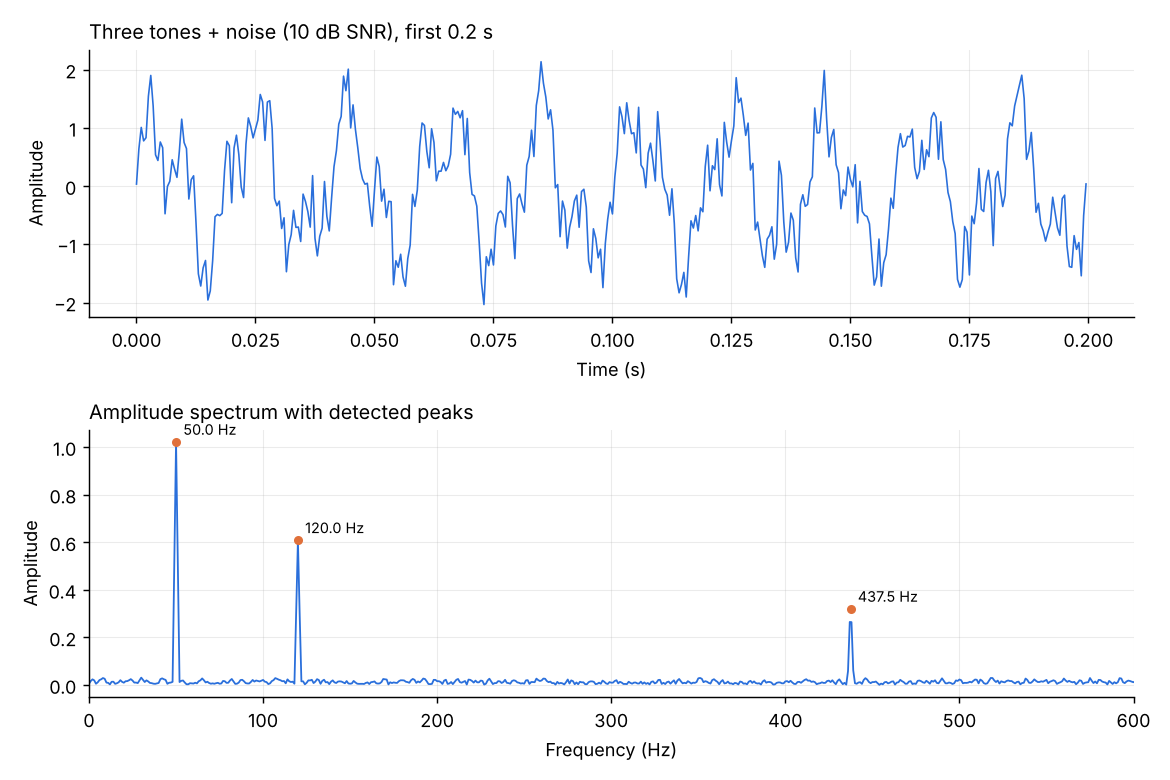 Three tones + noise (10 dB SNR), first 0.2 s
Amplitude
2
1
0
−1
−2
0.000 0.025 0.050 0.075 0.100 0.125 0.150 0.175 0.200
Time (s)
Amplitude spectrum with detected peaks
50.0 Hz
120.0 Hz
437.5 Hz
Amplitude
1.0
0.8
0.6
0.4
0.2
0.0
0 100 200 300 400 500 600
Frequency (Hz)